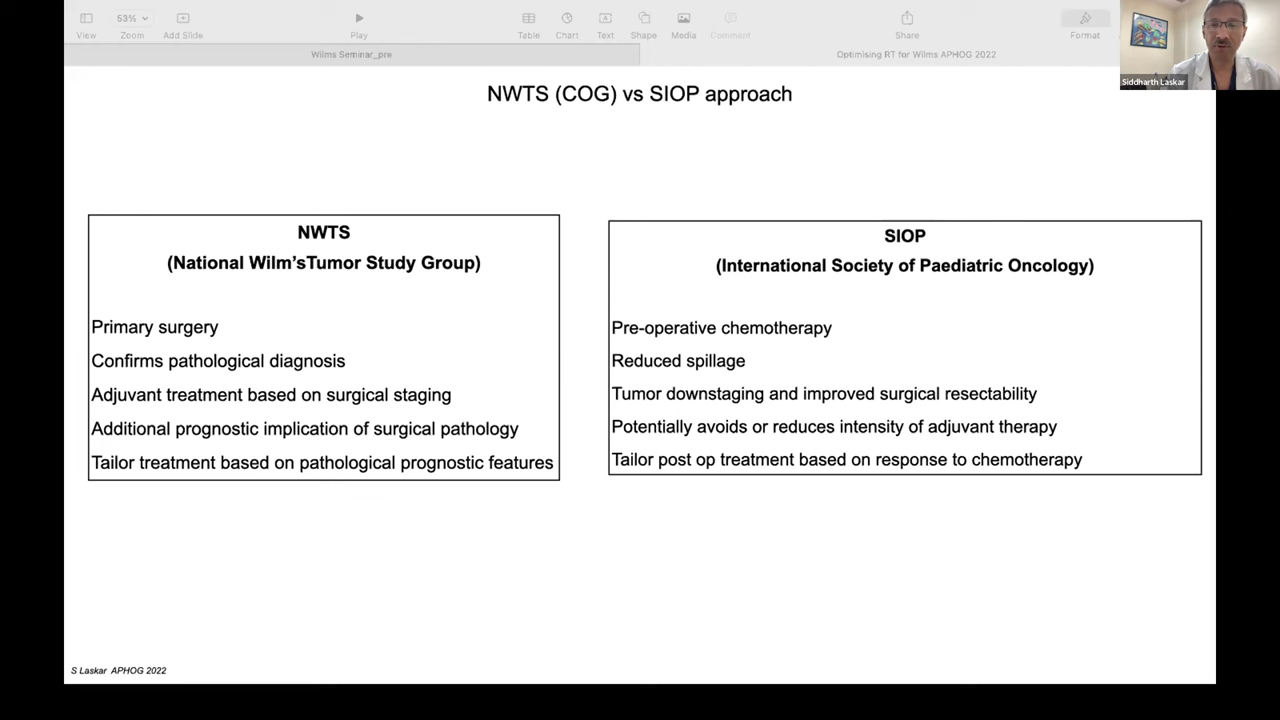 53%
View
Zoom
Add Slide
Play
Table
Chart
Text
Shape
Media
Comment
Share
Format
Wilms Seminar_pre
Optimising RT for Wilms APHOG 2022
Siddharth Laskar
NWTS (COG) vs SIOP approach
NWTS
(National Wilm’sTumor Study Group)
Primary surgery
Confirms pathological diagnosis
Adjuvant treatment based on surgical staging
Additional prognostic implication of surgical pathology
Tailor treatment based on pathological prognostic features
SIOP
(International Society of Paediatric Oncology)
Pre-operative chemotherapy
Reduced spillage
Tumor downstaging and improved surgical resectability
Potentially avoids or reduces intensity of adjuvant therapy
Tailor post op treatment based on response to chemotherapy
S Laskar APHOG 2022